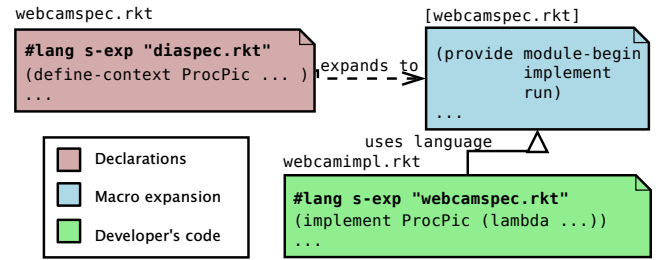 webcamspec.rkt
#lang s-exp "diaspec.rkt"
(define-context ProcPic ... )
...
expands to
[webcamspec.rkt]
(provide module-begin
implement
run)
...
Declarations
Macro expansion
Developer's code
uses language
webcamimpl.rkt
#lang s-exp "webcamspec.rkt"
(implement ProcPic (lambda ...))
...